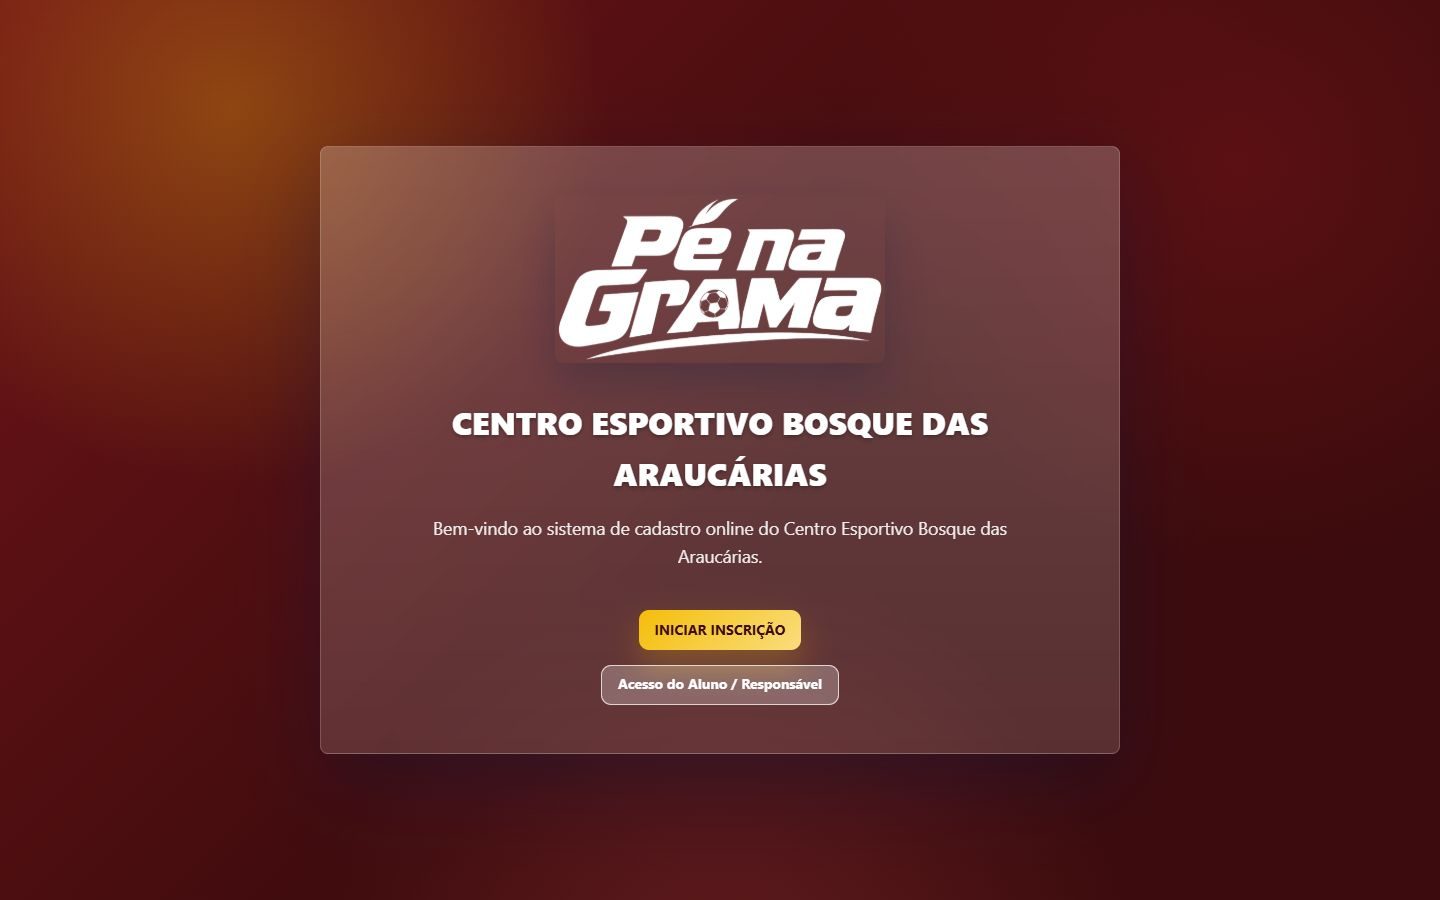 Pé na
Grama
CENTRO ESPORTIVO BOSQUE DAS
ARAUCÁRIAS
Bem-vindo ao sistema de cadastro online do Centro Esportivo Bosque das
Araucárias.
INICIAR INSCRIÇÃO
Acesso do Aluno / Responsável